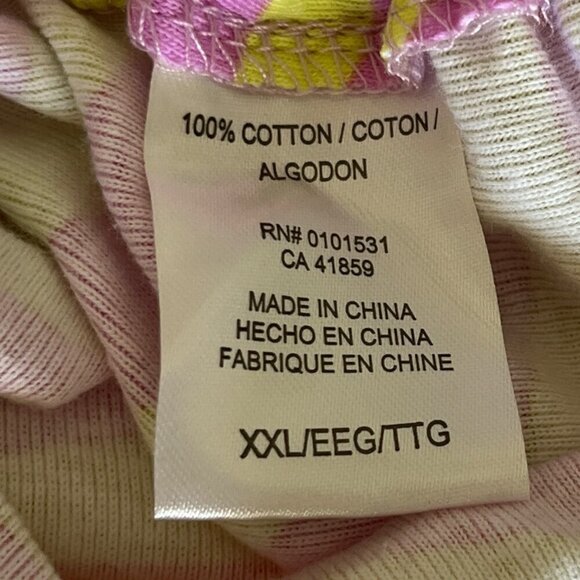 100% COTTON / COTON /
ALGODON
RN# 0101531
CA 41859
MADE IN CHINA
HECHO EN CHINA
FABRIQUE EN CHINE
XXL/EEG/TTG